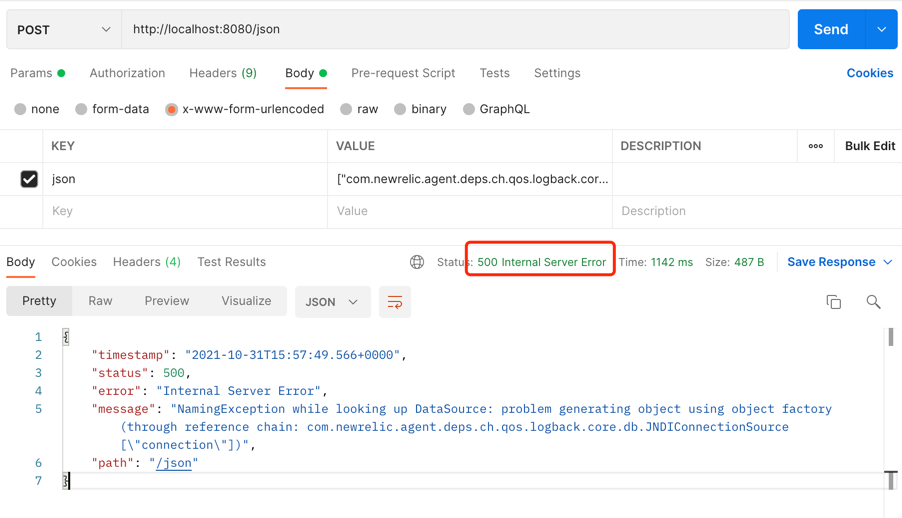 POST http://localhost:8080/json Send
Params Authorization Headers (9) Body Pre-request Script Tests Settings Cookies
none form-data x-www-form-urlencoded raw binary GraphQL
KEY VALUE DESCRIPTION ooo Bulk Edit
json ["com.newrelic.agent.deps.ch.qos.logback.core...
Key Value Description
Body Cookies Headers (4) Test Results Status: 500 Internal Server Error Time: 1142 ms Size: 487 B Save Response
Pretty Raw Preview Visualize JSON
1 {
2 "timestamp": "2021-10-31T15:57:49.566+0000",
3 "status": 500,
4 "error": "Internal Server Error",
5 "message": "NamingException while looking up DataSource: problem generating object using object factory
(through reference chain: com.newrelic.agent.deps.ch.qos.logback.core.db.JNDIConnectionSource
[\"connection\"])",
6 "path": "/json"
7 }